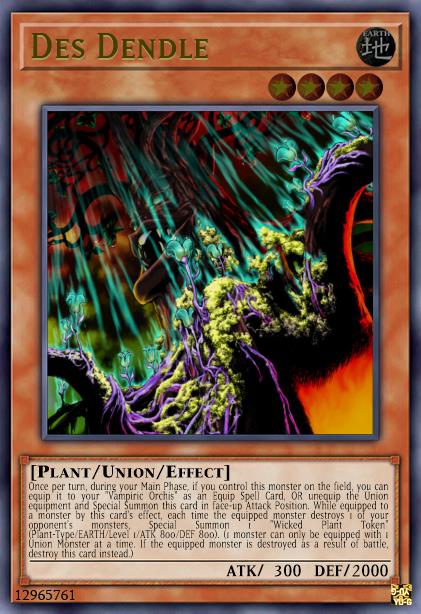 Des Dendle
EARTH
地
[Plant/Union/Effect]
Once per turn, during your Main Phase, if you control this monster on the field, you can
equip it to your "Vampiric Orchis" as an Equip Spell Card, OR unequip the Union
equipment and Special Summon this card in face-up Attack Position. While equipped to
a monster by this card's effect, each time the equipped monster destroys 1 of your
opponent's monsters, Special Summon 1 "Wicked Plant Token"
(Plant-Type/EARTH/Level 1/ATK 800/DEF 800). (1 monster can only be equipped with 1
Union Monster at a time. If the equipped monster is destroyed as a result of battle,
destroy this card instead.)
ATK/ 300 DEF/2000
12965761